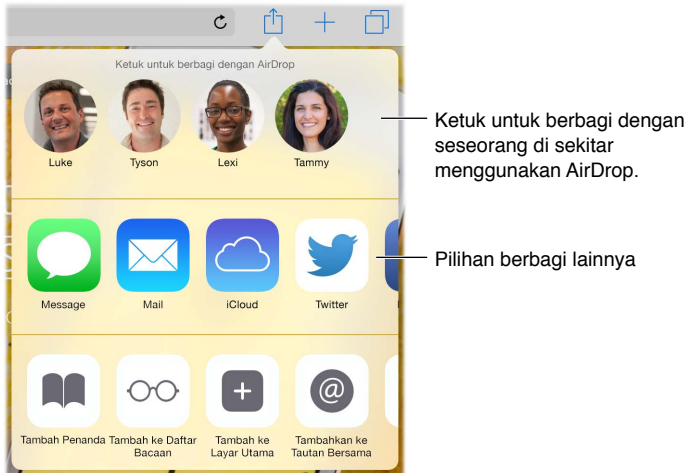 Ketuk untuk berbagi dengan AirDrop
Luke
Tyson
Lexi
Tammy
Ketuk untuk berbagi dengan
seseorang di sekitar
menggunakan AirDrop.
Message
Mail
iCloud
Twitter
Pilihan berbagi lainnya
Tambah Penanda
Tambah ke Daftar
Bacaan
Tambah ke
Layar Utama
Tambahkan ke
Tautan Bersama